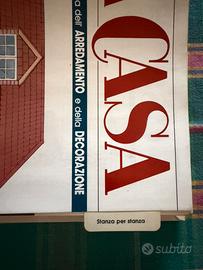 CASA
a dell' ARREDAMENTO e della DECORAZIONE
Stanza per stanza
subito